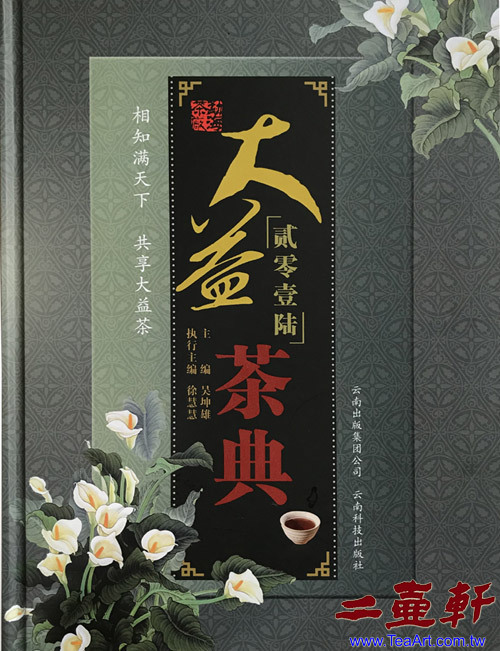 相知满天下 共享大益茶
大益
「贰零壹陆」
茶典
主 编 吴坤雄
执行主编 徐慧慧
云南出版集团公司 云南科技出版社
二壺軒
www.TeaArt.com.tw